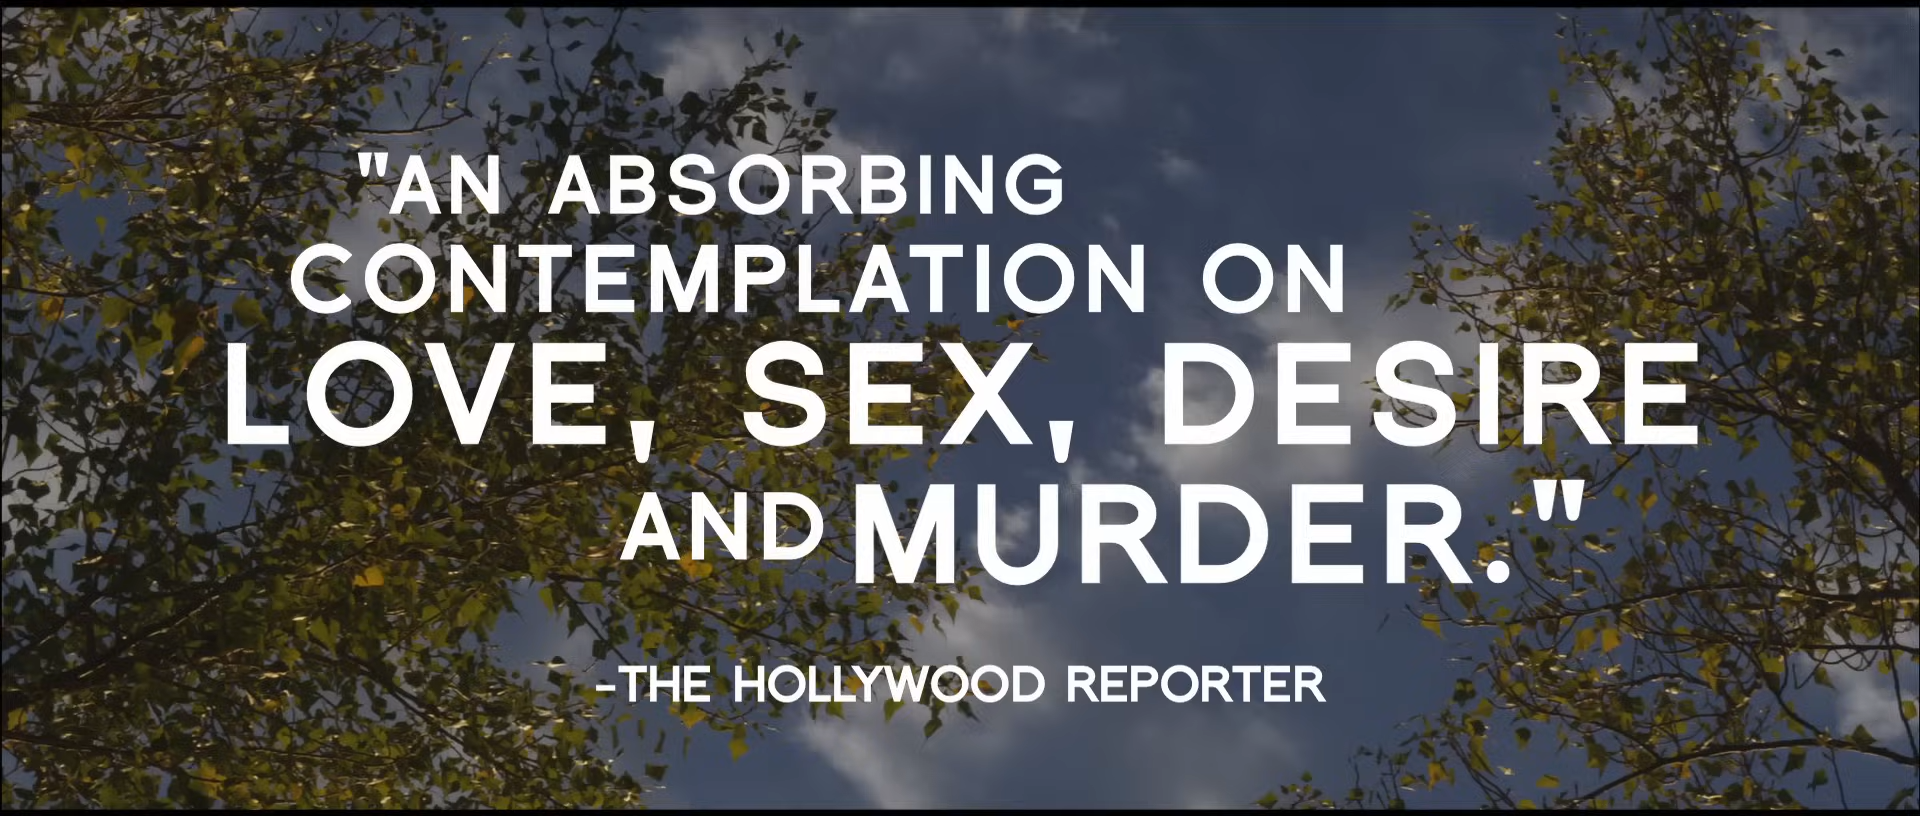 "AN ABSORBING
CONTEMPLATION ON
LOVE, SEX, DESIRE
AND MURDER."
-THE HOLLYWOOD REPORTER